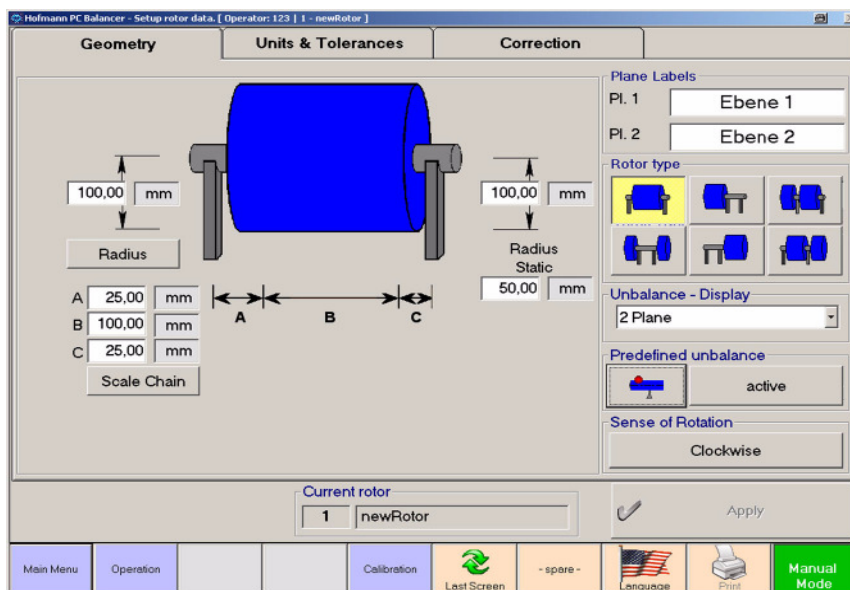 Hofmann PC Balancer - Setup rotor data. [ Operator: 123 | 1 - newRotor ]
Geometry
Units & Tolerances
Correction
100,00 mm
Radius
A 25,00 mm
B 100,00 mm
C 25,00 mm
Scale Chain
A B C
100,00 mm
Radius
Static
50,00 mm
Plane Labels
Pl. 1 Ebene 1
Pl. 2 Ebene 2
Rotor type
Unbalance - Display
2 Plane
Predefined unbalance
active
Sense of Rotation
Clockwise
Current rotor
1 newRotor
Apply
Main Menu
Operation
Calibration
Last Screen
- spare -
Language
Print
Manual
Mode